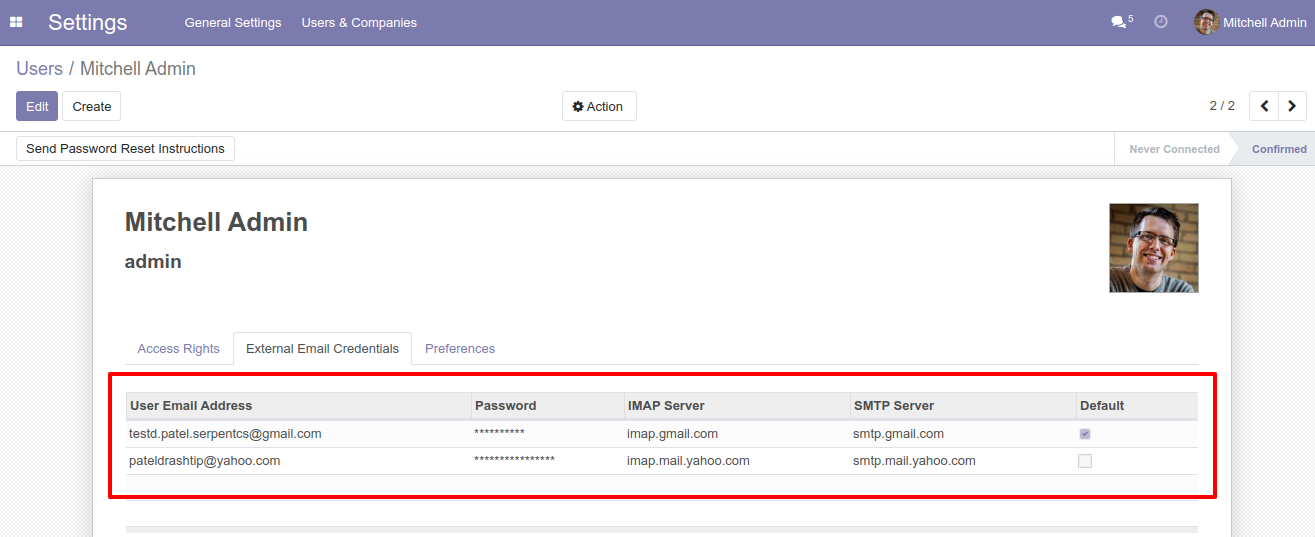 Settings General Settings Users & Companies 5 Mitchell Admin
Users / Mitchell Admin
Edit Create Action 2 / 2
Send Password Reset Instructions Never Connected Confirmed
Mitchell Admin
admin
Access Rights External Email Credentials Preferences
User Email Address Password IMAP Server SMTP Server Default
testd.patel.serpentcs@gmail.com ********** imap.gmail.com smtp.gmail.com
pateldrashtip@yahoo.com **************** imap.mail.yahoo.com smtp.mail.yahoo.com